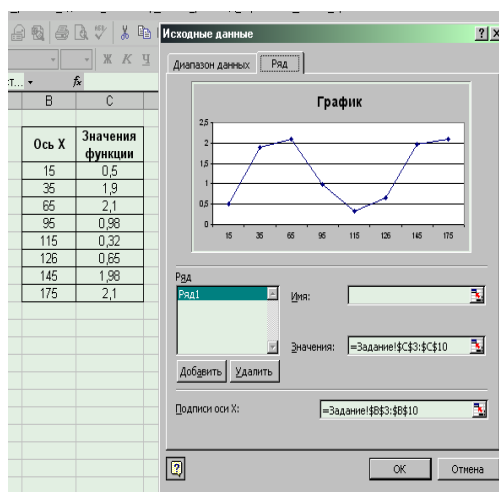 Исходные данные
Ж К Ч
B C
Ось X Значения функции
15 0,5
35 1,9
65 2,1
95 0,98
115 0,32
126 0,65
145 1,98
175 2,1
Диапазон данных Ряд
График
2,5
2
1,5
1
0,5
0
15 35 65 95 115 126 145 175
Ряд
Ряд1
Имя:
Значения: =Задание!$C$3:$C$10
Добавить Удалить
Подписи оси X: =Задание!$B$3:$B$10
ОК Отмена